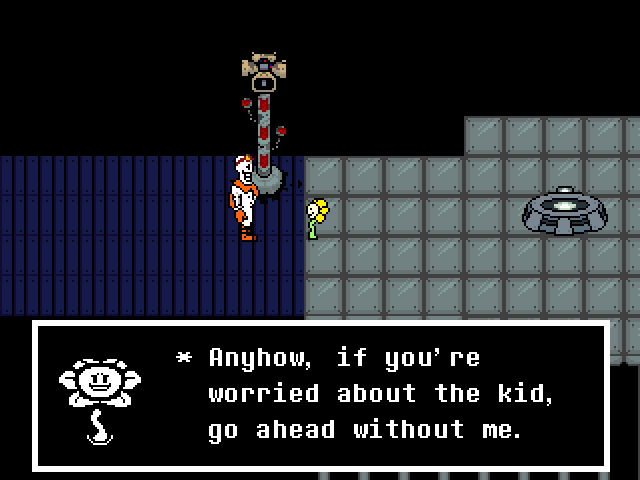 * Anyhow, if you're
worried about the kid,
go ahead without me.